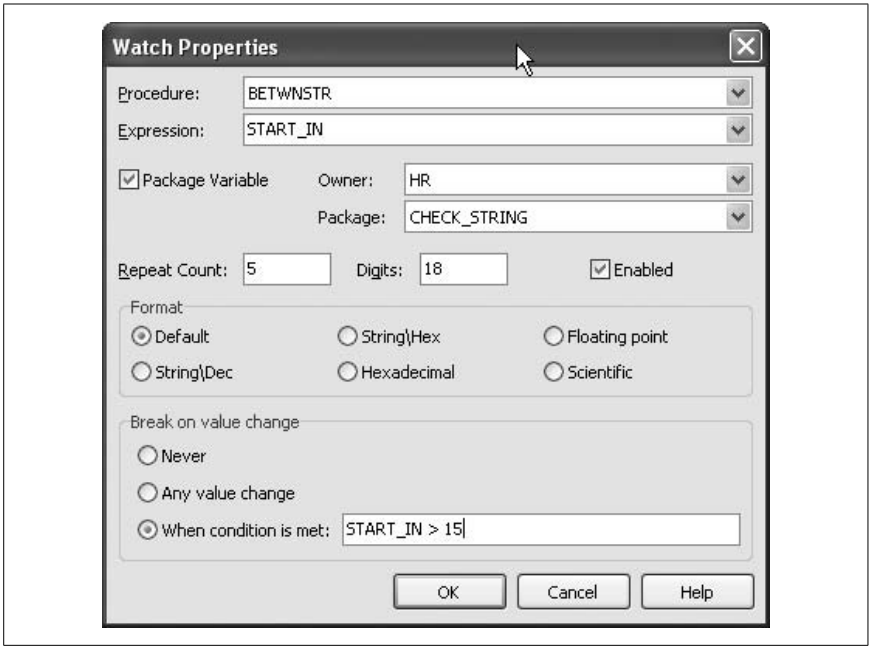 Watch Properties
Procedure: BETWNSTR
Expression: START_IN
Package Variable Owner: HR
Package: CHECK_STRING
Repeat Count: 5 Digits: 18 Enabled
Format
Default String\Hex Floating point
String\Dec Hexadecimal Scientific
Break on value change
Never
Any value change
When condition is met: START_IN > 15
OK Cancel Help